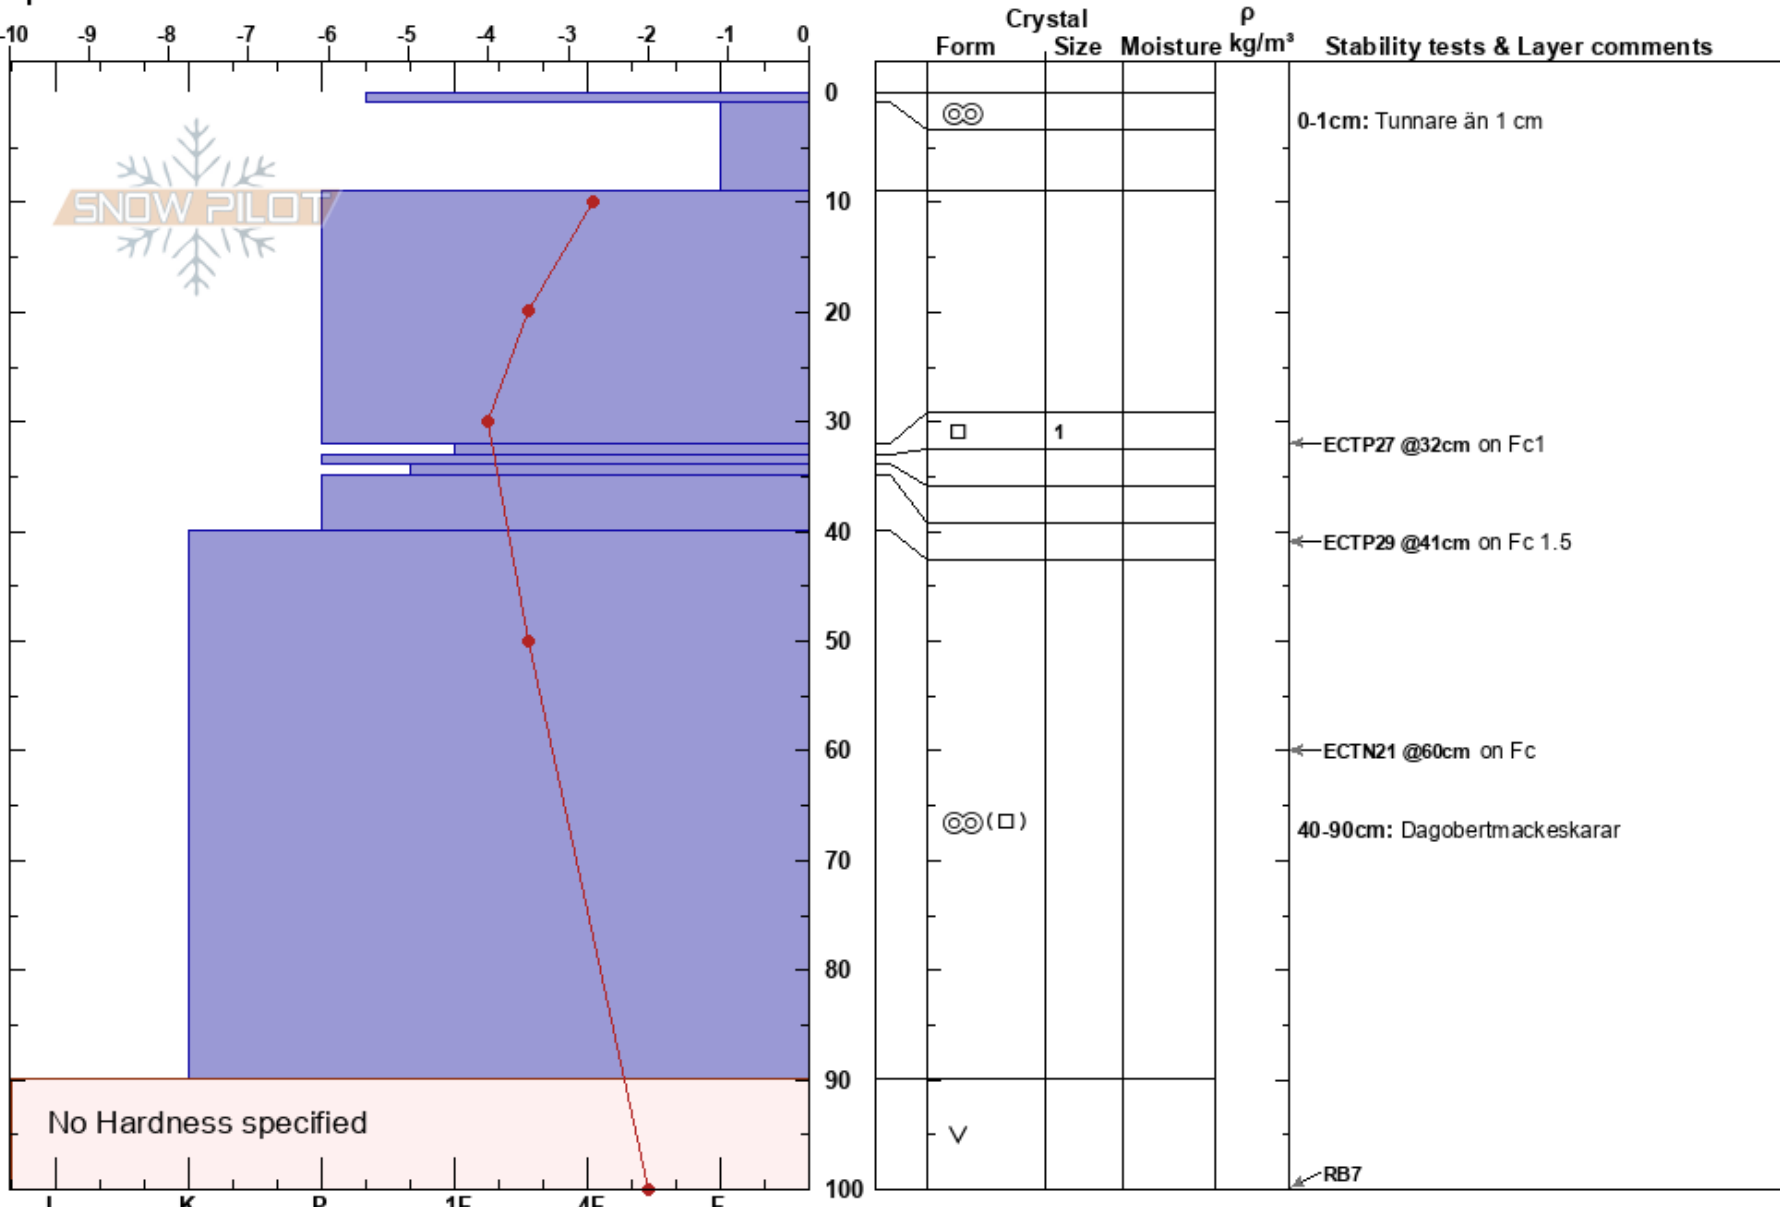 -10 -9 -8 -7 -6 -5 -4 -3 -2 -1 0
Crystal
Form Size Moisture ρ kg/m³ Stability tests & Layer comments
0
0-1cm: Tunnare än 1 cm
SNOW PILOT
10
20
30
1
ECTP27 @32cm on Fc1
40
ECTP29 @41cm on Fc 1.5
50
60
ECTN21 @60cm on Fc
40-90cm: Dagobertmackeskarar
70
80
90
No Hardness specified
RB7
100
I K P 1F 4F F